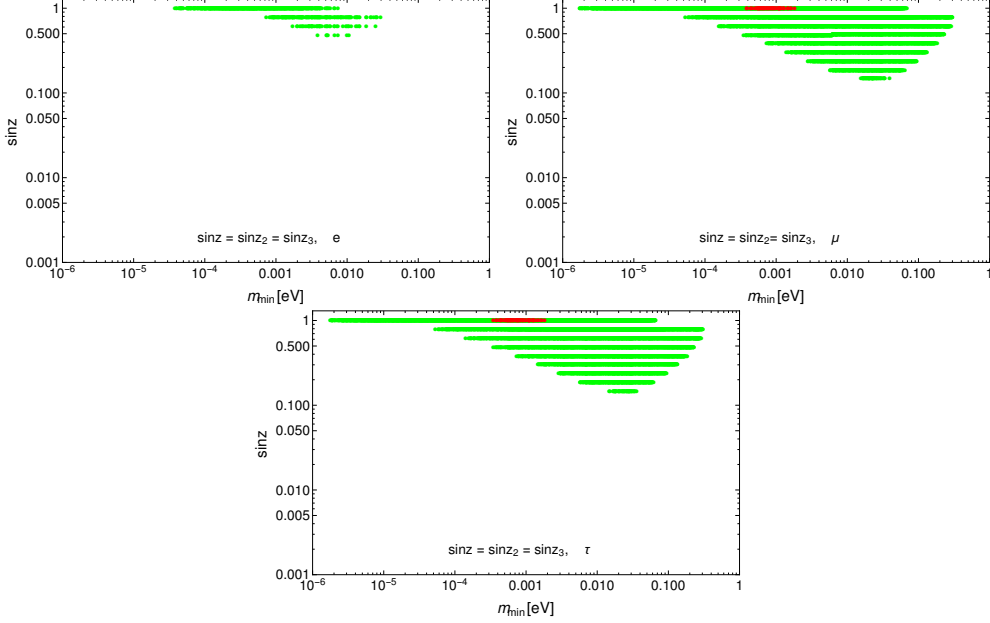 1
0.500
0.100
0.010
0.005
0.001
sinz
sinz = sinz₂ = sinz₃,    e
10⁻⁶ 10⁻⁵ 10⁻⁴ 0.001 0.010 0.100 1
mmin [eV]
1
0.500
0.100
0.010
0.005
0.001
sinz
sinz = sinz₂= sinz₃,    μ
10⁻⁶ 10⁻⁵ 10⁻⁴ 0.001 0.010 0.100 1
mmin [eV]
1
0.500
0.100
0.050
0.010
0.005
0.001
sinz
sinz = sinz₂ = sinz₃,    τ
10⁻⁶ 10⁻⁵ 10⁻⁴ 0.001 0.010 0.100 1
mmin [eV]